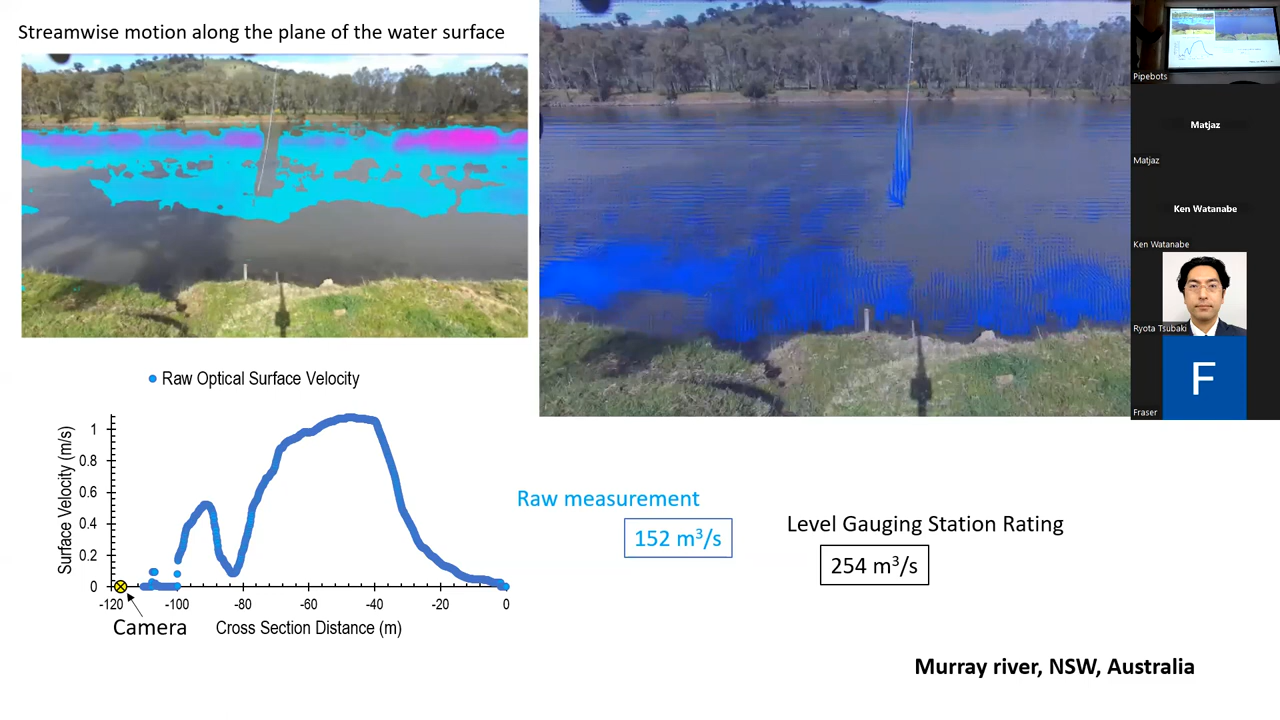 Streamwise motion along the plane of the water surface
Pipebots
Matjaz
Matjaz
Ken Watanabe
Ken Watanabe
Ryota Tsubaki
F
Fraser
Raw Optical Surface Velocity
Surface Velocity (m/s)
1
0.8
0.6
0.4
0.2
0
-120 -100 -80 -60 -40 -20 0
Camera
Cross Section Distance (m)
Raw measurement
152 m³/s
Level Gauging Station Rating
254 m³/s
Murray river, NSW, Australia